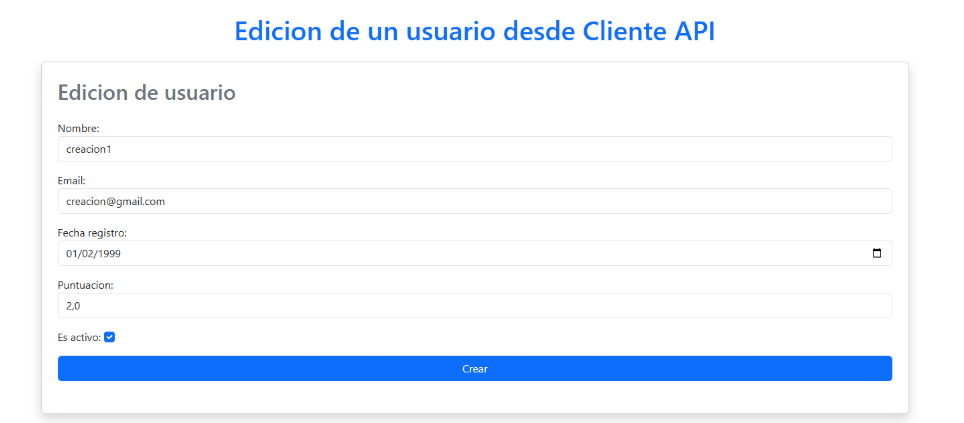 Edicion de un usuario desde Cliente API
Edicion de usuario
Nombre:
creacion1
Email:
creacion@gmail.com
Fecha registro:
01/02/1999
Puntuacion:
2,0
Es activo:
Crear